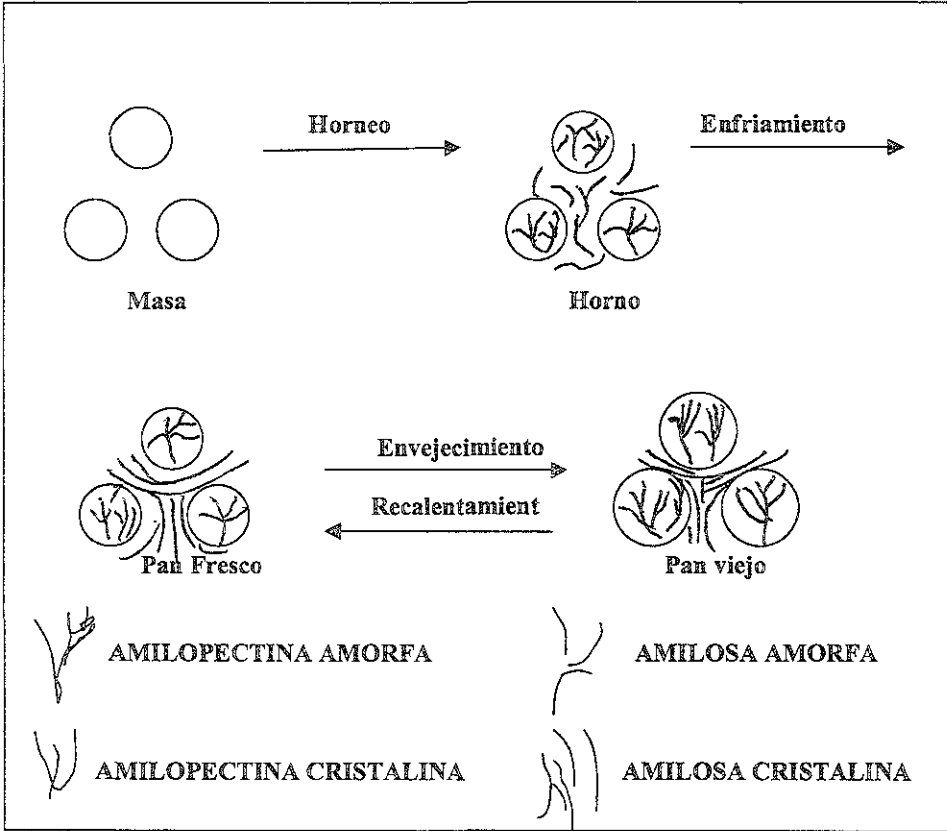 Horneo
Enfriamiento
Masa
Horno
Envejecimiento
Recalentamient
Pan Fresco
Pan viejo
AMILOPECTINA AMORFA
AMILOSA AMORFA
AMILOPECTINA CRISTALINA
AMILOSA CRISTALINA